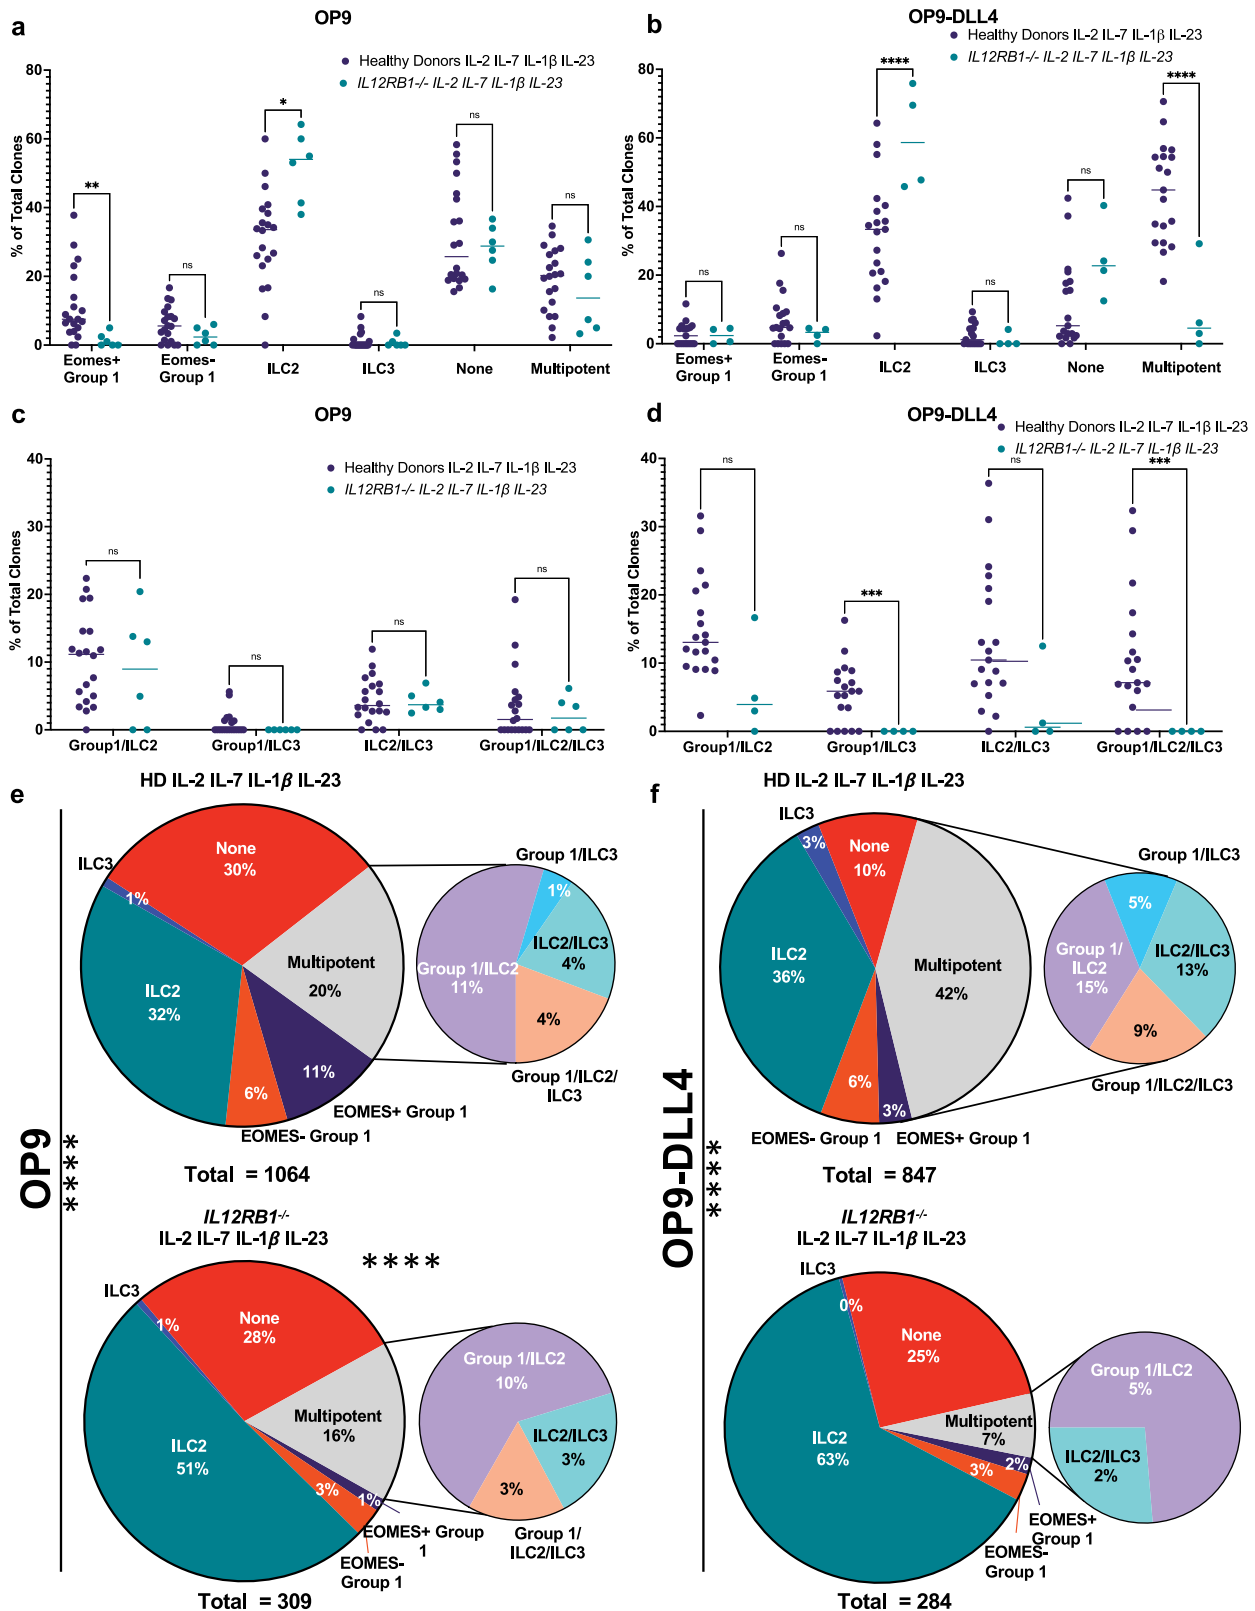 a
OP9
Healthy Donors IL-2 IL-7 IL-1β IL-23
IL12RB1-/- IL-2 IL-7 IL-1β IL-23
% of Total Clones
80
60
40
20
0
**
ns
*
ns
ns
ns
Eomes+
Group 1
Eomes-
Group 1
ILC2
ILC3
None
Multipotent
b
OP9-DLL4
Healthy Donors IL-2 IL-7 IL-1β IL-23
IL12RB1-/- IL-2 IL-7 IL-1β IL-23
% of Total Clones
80
60
40
20
0
ns
ns
****
ns
ns
****
Eomes+
Group 1
Eomes-
Group 1
ILC2
ILC3
None
Multipotent
c
OP9
Healthy Donors IL-2 IL-7 IL-1β IL-23
IL12RB1-/- IL-2 IL-7 IL-1β IL-23
% of Total Clones
40
30
20
10
0
ns
ns
ns
ns
Group1/ILC2
Group1/ILC3
ILC2/ILC3
Group1/ILC2/ILC3
d
OP9-DLL4
Healthy Donors IL-2 IL-7 IL-1β IL-23
IL12RB1-/- IL-2 IL-7 IL-1β IL-23
% of Total Clones
40
30
20
10
0
ns
***
ns
***
Group1/ILC2
Group1/ILC3
ILC2/ILC3
Group1/ILC2/ILC3
e
HD IL-2 IL-7 IL-1β IL-23
OP9
****
ILC3
1%
None
30%
Multipotent
20%
ILC2
32%
6%
11%
EOMES+ Group 1
EOMES- Group 1
Group 1/ILC3
1%
ILC2/ILC3
4%
Group 1/ILC2
11%
4%
Group 1/ILC2/
ILC3
Total = 1064
IL12RB1-/-
IL-2 IL-7 IL-1β IL-23
****
ILC3
1%
None
28%
Multipotent
16%
ILC2
51%
3%
1%
EOMES+ Group
1
EOMES-
Group 1
Group 1/ILC2
10%
ILC2/ILC3
3%
3%
Group 1/
ILC2/ILC3
Total = 309
f
HD IL-2 IL-7 IL-1β IL-23
OP9-DLL4
****
ILC3
3%
None
10%
ILC2
36%
Multipotent
42%
6%
3%
EOMES- Group 1
EOMES+ Group 1
Group 1/ILC3
5%
Group 1/
ILC2
15%
ILC2/ILC3
13%
9%
Group 1/ILC2/ILC3
Total = 847
IL12RB1-/-
IL-2 IL-7 IL-1β IL-23
ILC3
0%
None
25%
Multipotent
7%
ILC2
63%
3%
2%
EOMES+
Group 1
EOMES-
Group 1
Group 1/ILC2
5%
ILC2/ILC3
2%
Total = 284